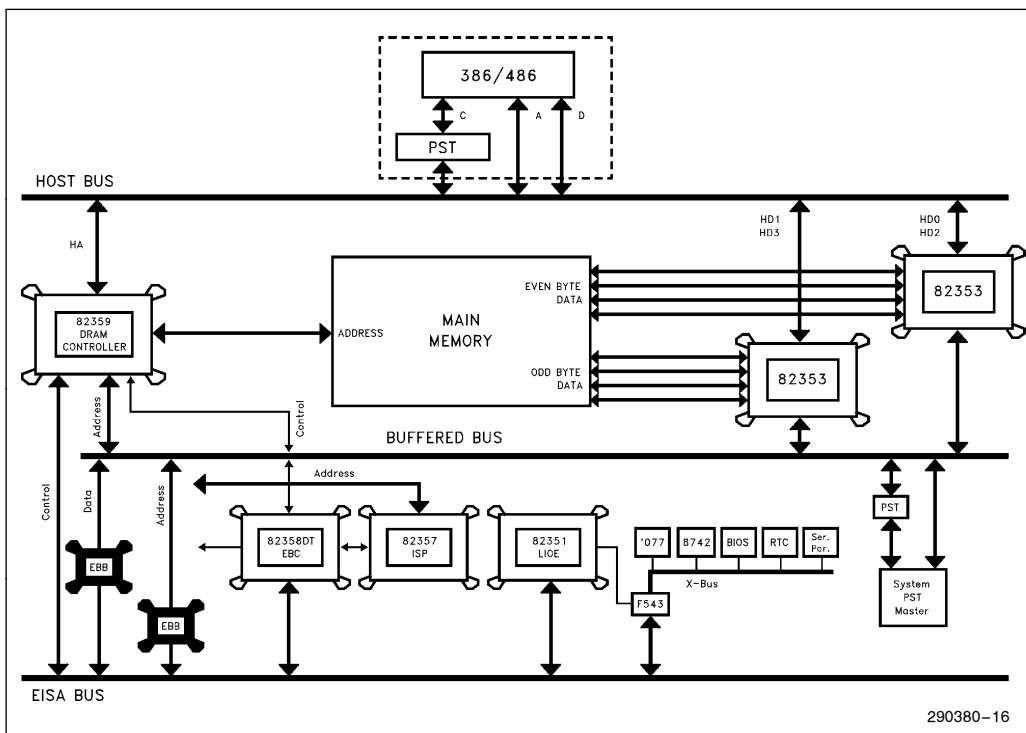 386/486
C
A
D
PST
HOST BUS
HA
HD1
HD3
HD0
HD2
82359
DRAM
CONTROLLER
ADDRESS
MAIN
MEMORY
EVEN BYTE
DATA
ODD BYTE
DATA
82353
82353
Address
Control
BUFFERED BUS
Control
Data
Address
Address
EBB
EBB
82358DT
EBC
82357
ISP
82351
LIOE
'077
8742
BIOS
RTC
Ser.
Par.
X-Bus
F543
PST
System
PST
Master
EISA BUS
290380-16